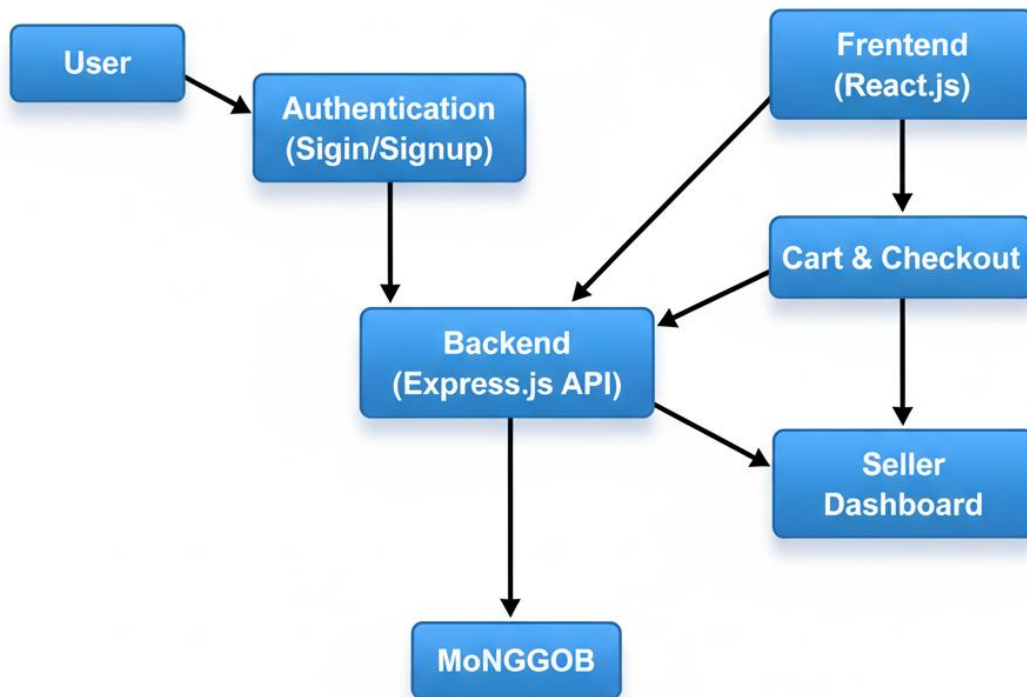 User
Authentication
(Sigin/Signup)
Frentend
(React.js)
Cart & Checkout
Backend
(Express.js API)
Seller
Dashboard
MoNGGOB